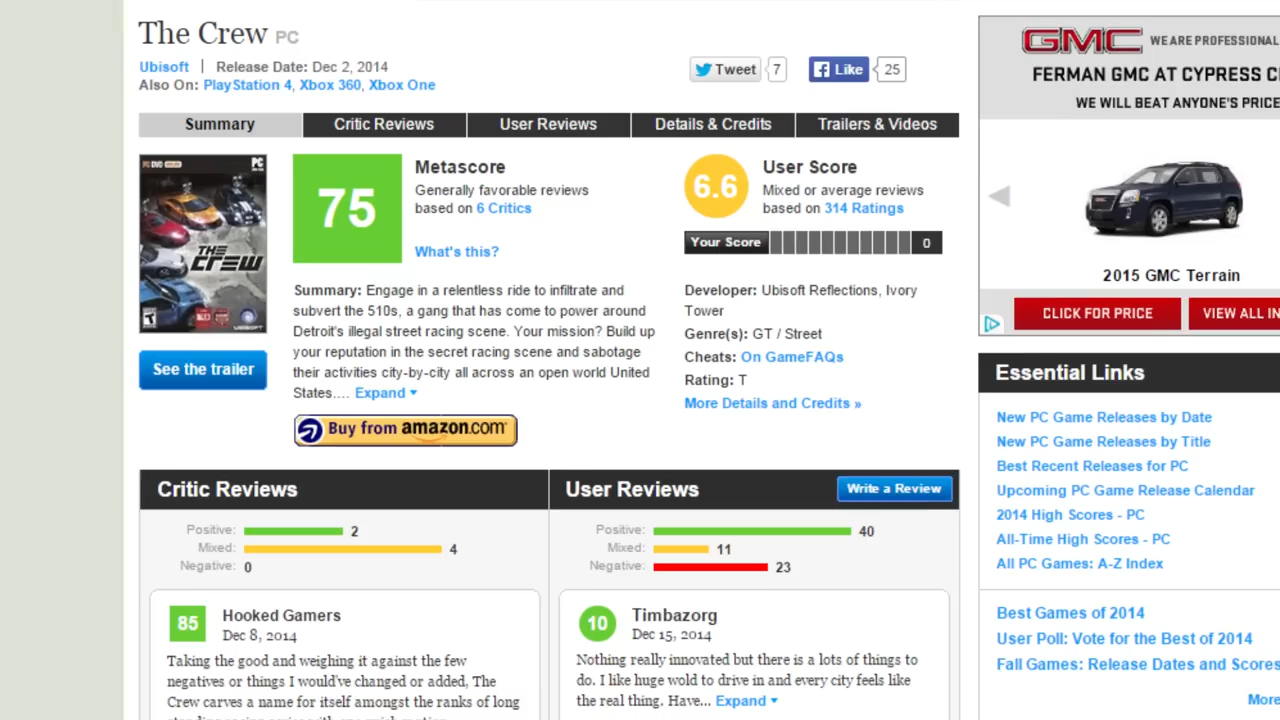 The Crew PC
Ubisoft | Release Date: Dec 2, 2014
Also On: PlayStation 4, Xbox 360, Xbox One
Tweet 7
Like 25
Summary
Critic Reviews
User Reviews
Details & Credits
Trailers & Videos
PC
THE CREW
T
UBISOFT
See the trailer
75
Metascore
Generally favorable reviews
based on 6 Critics
What's this?
6.6
User Score
Mixed or average reviews
based on 314 Ratings
Your Score 0
Summary: Engage in a relentless ride to infiltrate and
subvert the 510s, a gang that has come to power around
Detroit's illegal street racing scene. Your mission? Build up
your reputation in the secret racing scene and sabotage
their activities city-by-city all across an open world United
States.... Expand
Buy from amazon.com
Developer: Ubisoft Reflections, Ivory
Tower
Genre(s): GT / Street
Cheats: On GameFAQs
Rating: T
More Details and Credits »
Critic Reviews
Positive: 2
Mixed: 4
Negative: 0
85
Hooked Gamers
Dec 8, 2014
Taking the good and weighing it against the few
negatives or things I would've changed or added, The
Crew carves a name for itself amongst the ranks of long
User Reviews
Write a Review
Positive: 40
Mixed: 11
Negative: 23
10
Timbazorg
Dec 15, 2014
Nothing really innovated but there is a lots of things to
do. I like huge wold to drive in and every city feels like
the real thing. Have... Expand
GMC WE ARE PROFESSIONAL
FERMAN GMC AT CYPRESS
WE WILL BEAT ANYONE'S PRICE
2015 GMC Terrain
CLICK FOR PRICE
VIEW ALL
Essential Links
New PC Game Releases by Date
New PC Game Releases by Title
Best Recent Releases for PC
Upcoming PC Game Release Calendar
2014 High Scores - PC
All-Time High Scores - PC
All PC Games: A-Z Index
Best Games of 2014
User Poll: Vote for the Best of 2014
Fall Games: Release Dates and Scores
More